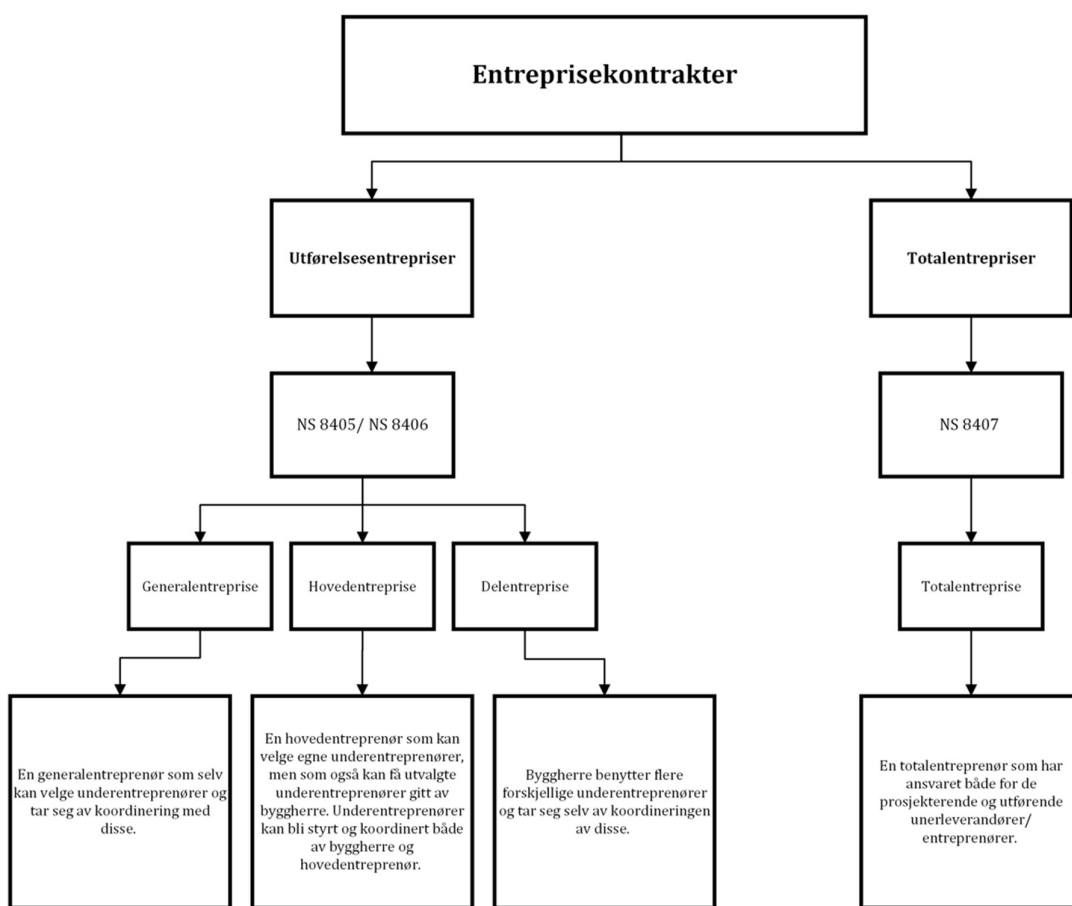 Entreprisekontrakter
Utførelsesentrepriser
Totalentrepriser
NS 8405/ NS 8406
NS 8407
Generalentreprise
Hovedentreprise
Delentreprise
Totalentreprise
En generalentreprenør som selv
kan velge underentreprenører og
tar seg av koordinering med
disse.
En hovedentreprenør som kan
velge egne underentreprenører,
men som også kan få utvalgte
underentreprenører gitt av
byggherre. Underentreprenører
kan bli styrt og koordinert både
av byggherre og
hovedentreprenør.
Byggherre benytter flere
forskjellige underentreprenører
og tar seg selv av koordineringen
av disse.
En totalentreprenør som har
ansvaret både for de
prosjekterende og utførende
unerleverandører/
entreprenører.